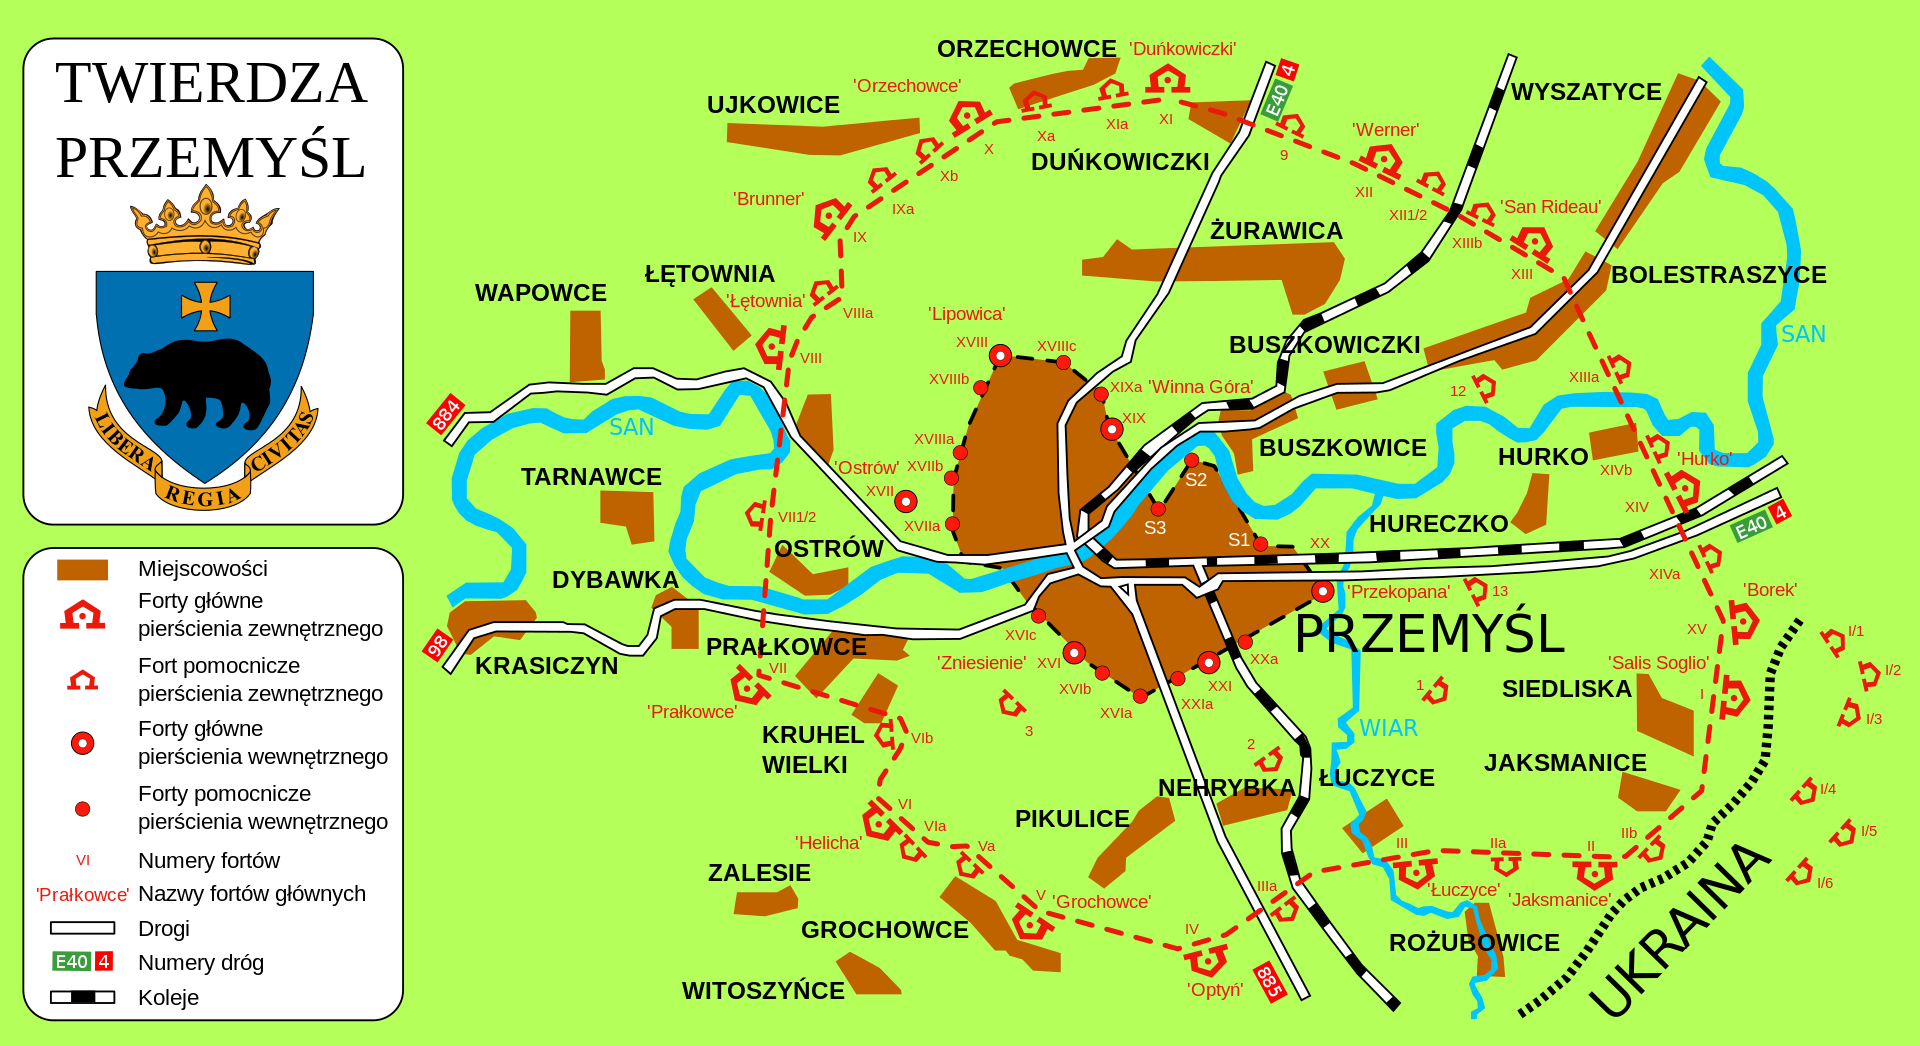 TWIERDZA
PRZEMYŚL
LIBERA
REGIA
CIVITAS
Miejscowości
Forty główne
pierścienia zewnętrznego
Fort pomocnicze
pierścienia zewnętrznego
Forty główne
pierścienia wewnętrznego
Forty pomocnicze
pierścienia wewnętrznego
VI Numery fortów
'Prałkowce' Nazwy fortów głównych
Drogi
E40 4 Numery dróg
Koleje
ORZECHOWCE 'Duńkowiczki'
'Orzechowce'
UJKOWICE
E40 4
WYSZATYCE
Xa
XIa
XI
X
9
'Werner'
DUŃKOWICZKI
Xb
XII
'Brunner'
IXa
XII1/2
'San Rideau'
IX
ŻURAWICA
XIIIb
XIII
ŁĘTOWNIA
BOLESTRASZYCE
WAPOWCE
'Łętownia'
VIIIa
'Lipowica'
SAN
XVIII
XVIIIc
BUSZKOWICZKI
VIII
XVIIIb
XIXa
'Winna Góra'
XIIIa
12
884
SAN
XIX
XVIIIa
BUSZKOWICE
HURKO
'Hurko'
'Ostrów'
XVIIb
XIVb
TARNAWCE
XVII
S2
XIV
VII1/2
XVIIa
S3
HURECZKO
E40 4
S1
XX
OSTRÓW
DYBAWKA
XIVa
'Przekopana'
13
'Borek'
98
PRZEMYŚL
XVIc
XV
I/1
KRASICZYN
PRAŁKOWCE
VII
'Zniesienie'
XVI
XXa
'Salis Soglio'
I/2
XVIb
XXI
1
SIEDLISKA
I
'Prałkowce'
XVIa
XXIa
I/3
3
WIAR
KRUHEL
WIELKI
VIb
2
JAKSMANICE
NEHRYBKA
ŁUCZYCE
I/4
VI
PIKULICE
VIa
'Helicha'
Va
III
IIa
II
IIb
I/5
ZALESIE
IIIa
'Łuczyce'
'Jaksmanice'
I/6
V
'Grochowce'
GROCHOWCE
IV
ROŻUBOWICE
UKRAINA
WITOSZYŃCE
'Optyń'
885